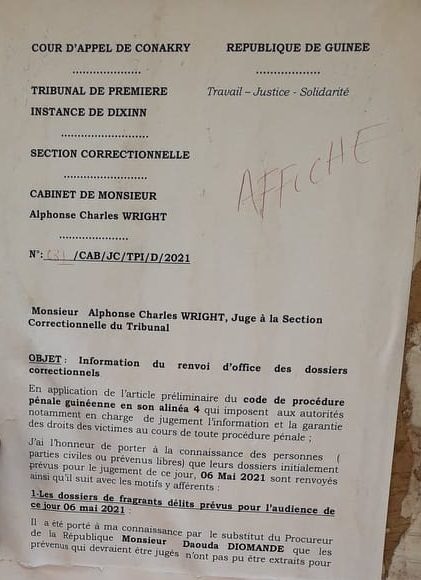 COUR D'APPEL DE CONAKRY REPUBLIQUE DE GUINEE
TRIBUNAL DE PREMIERE Travail – Justice - Solidarité
INSTANCE DE DIXINN
SECTION CORRECTIONNELLE
AFFICHE
CABINET DE MONSIEUR
Alphonse Charles WRIGHT
N°: /CAB/JC/TPI/D/2021
Monsieur Alphonse Charles WRIGHT, Juge à la Section
Correctionnelle du Tribunal
OBJET : Information du renvoi d'office des dossiers
correctionnels
En application de l'article préliminaire du code de procédure
pénale guinéenne en son alinéa 4 qui imposent aux autorités
notamment en charge de jugement l'information et la garantie
des droits des victimes au cours de toute procédure pénale ;
J'ai l'honneur de porter à la connaissance des personnes (
parties civiles ou prévenus libres) que leurs dossiers initialement
prévus pour le jugement de ce jour, 06 Mai 2021 sont renvoyés
ainsi qu'il suit avec les motifs y afférents :
1-Les dossiers de fragrants délits prévus pour l'audience de
ce jour 06 mai 2021 :
Il a été porté à ma connaissance par le substitut du Procureur
de la République Monsieur Daouda DIOMANDE que les
prévenus qui devraient être jugés n'ont pas pu être extraits pour